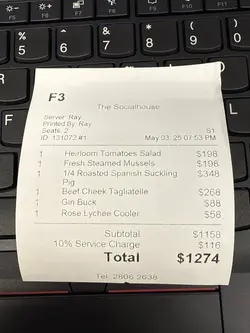 F3
The Socialhouse
Server: Ray
Printed By: Ray
Seats: 2 S1
ID: 131072 #1 May 03, 25 07:53 PM
1 Heirloom Tomatoes Salad $198
1 Fresh Steamed Mussels $198
1 1/4 Roasted Spanish Suckling $348
Pig
1 Beef Cheek Tagliatelle $268
1 Gin Buck $88
1 Rose Lychee Cooler $58
Subtotal $1158
10% Service Charge $116
Total $1274
Tel: 2806 2638